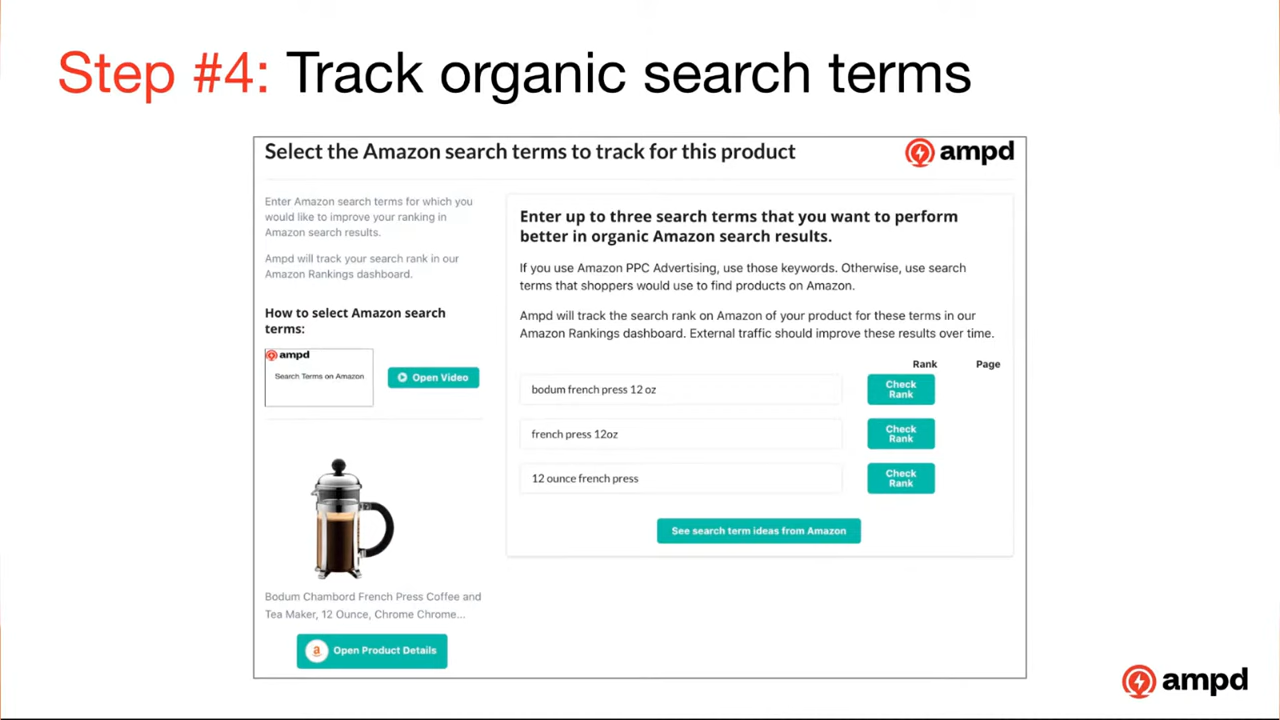 Step #4: Track organic search terms
Select the Amazon search terms to track for this product
ampd
Enter Amazon search terms for which you
would like to improve your ranking in
Amazon search results.
Ampd will track your search rank in our
Amazon Rankings dashboard.
How to select Amazon search
terms:
ampd
Search Terms on Amazon
Open Video
Bodum Chambord French Press Coffee and
Tea Maker, 12 Ounce, Chrome Chrome...
a
Open Product Details
Enter up to three search terms that you want to perform
better in organic Amazon search results.
If you use Amazon PPC Advertising, use those keywords. Otherwise, use search
terms that shoppers would use to find products on Amazon.
Ampd will track the search rank on Amazon of your product for these terms in our
Amazon Rankings dashboard. External traffic should improve these results over time.
Rank Page
bodum french press 12 oz
Check
Rank
french press 12oz
Check
Rank
12 ounce french press
Check
Rank
See search term ideas from Amazon
ampd